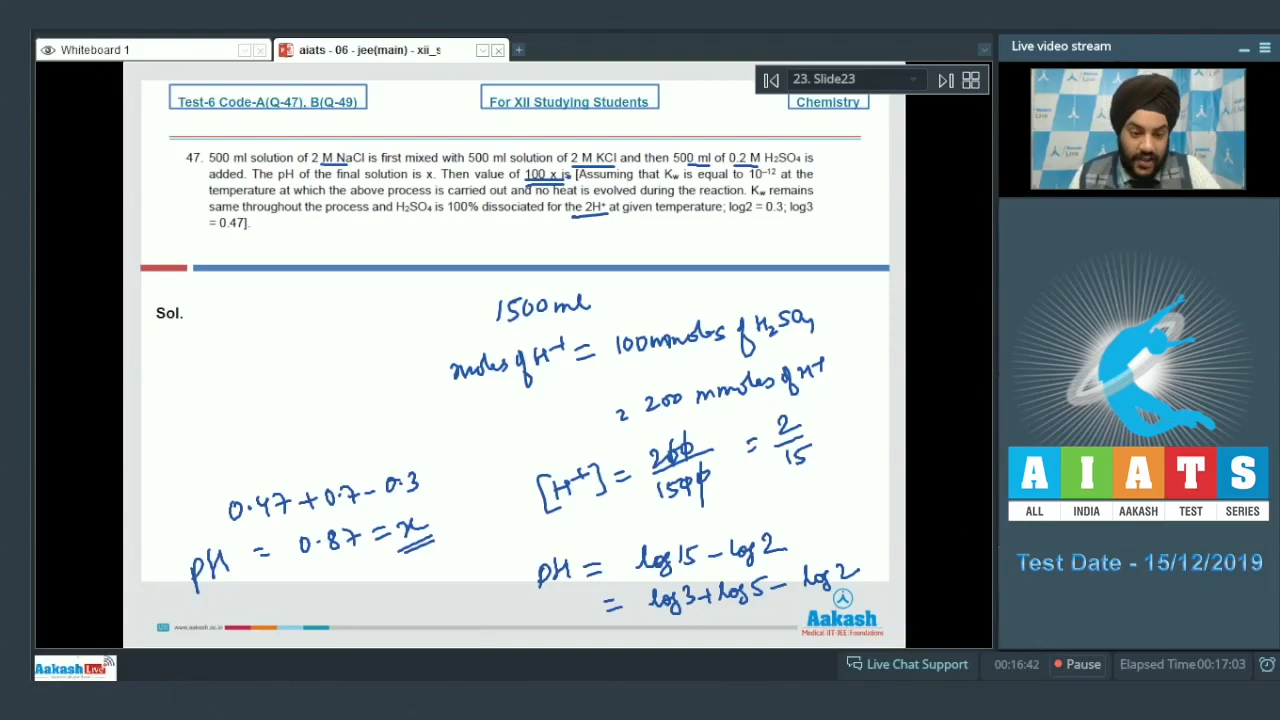 Whiteboard 1
aiats - 06 - jee(main) - xii_s
Live video stream
23. Slide23
Test-6 Code-A(Q-47), B(Q-49)
For XII Studying Students
Chemistry
47. 500 ml solution of 2 M NaCl is first mixed with 500 ml solution of 2 M KCl and then 500 ml of 0.2 M H₂SO₄ is
added. The pH of the final solution is x. Then value of 100 x is [Assuming that Kw is equal to 10⁻¹² at the
temperature at which the above process is carried out and no heat is evolved during the reaction. Kw remains
same throughout the process and H₂SO₄ is 100% dissociated for the 2H⁺ at given temperature; log2 = 0.3; log3
= 0.47].
Sol.
1500 ml
moles of H⁺ = 100 mmoles of H₂SO₄
= 200 mmoles of H⁺
[H⁺] = 200/1500 = 2/15
pH = log 15 - log 2
= log 3 + log 5 - log 2
0.47 + 0.7 - 0.3
pH = 0.87 = x
AIATS
ALL INDIA AAKASH TEST SERIES
Test Date - 15/12/2019
www.aakash.ac.in
Aakash
Medical | IIT-JEE | Foundations
Aakash Live
Live Chat Support
00:16:42
Pause
Elapsed Time 00:17:03